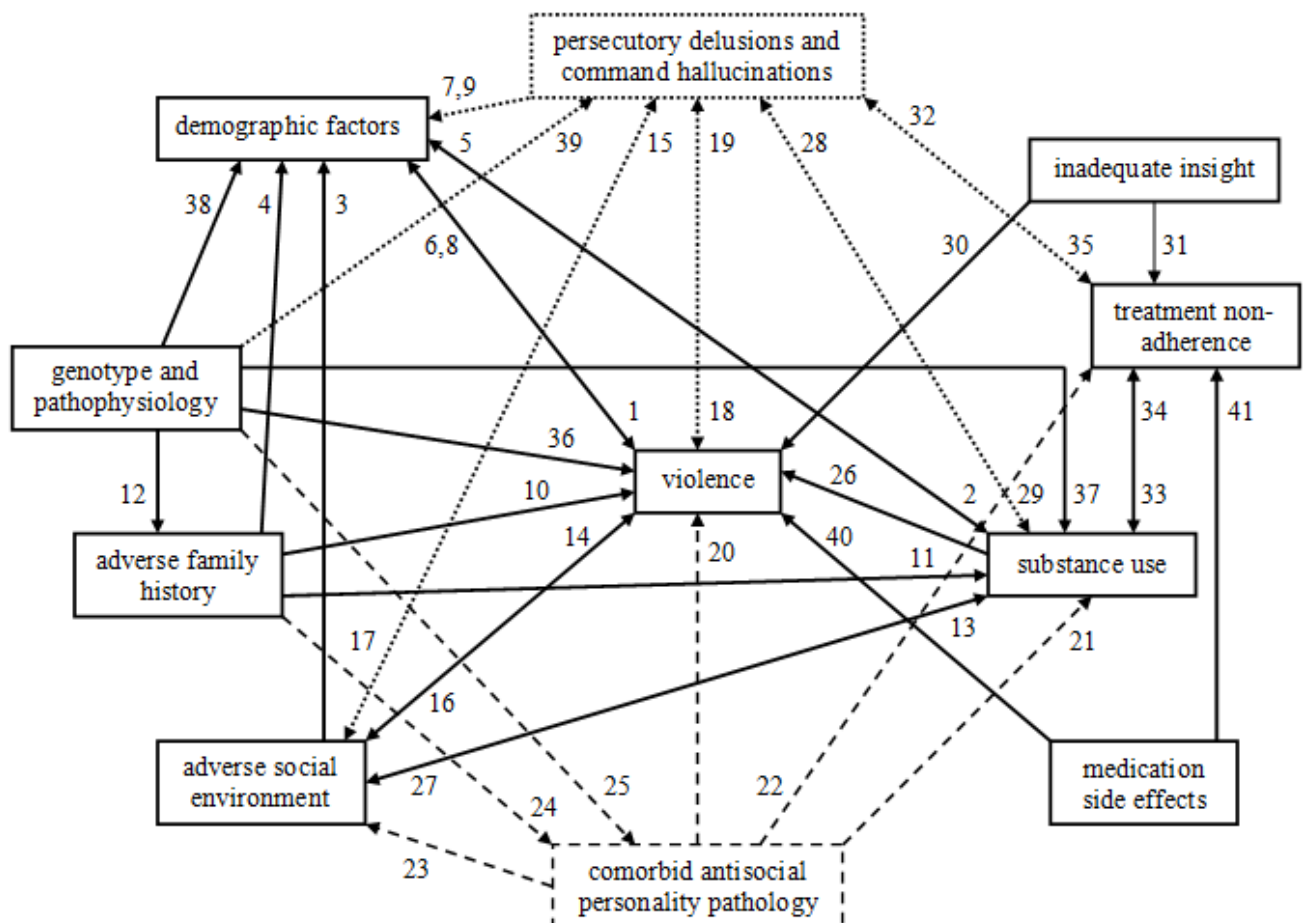 persecutory delusions and
command hallucinations
7,9
demographic factors
5
39
15
19
28
32
inadequate insight
38
4
3
6,8
30
35
31
treatment non-
adherence
genotype and
pathophysiology
1
18
34
41
36
violence
26
12
10
2
29
37
33
14
20
40
adverse family
history
11
substance use
17
13
21
16
adverse social
environment
27
25
22
medication
side effects
24
23
comorbid antisocial
personality pathology